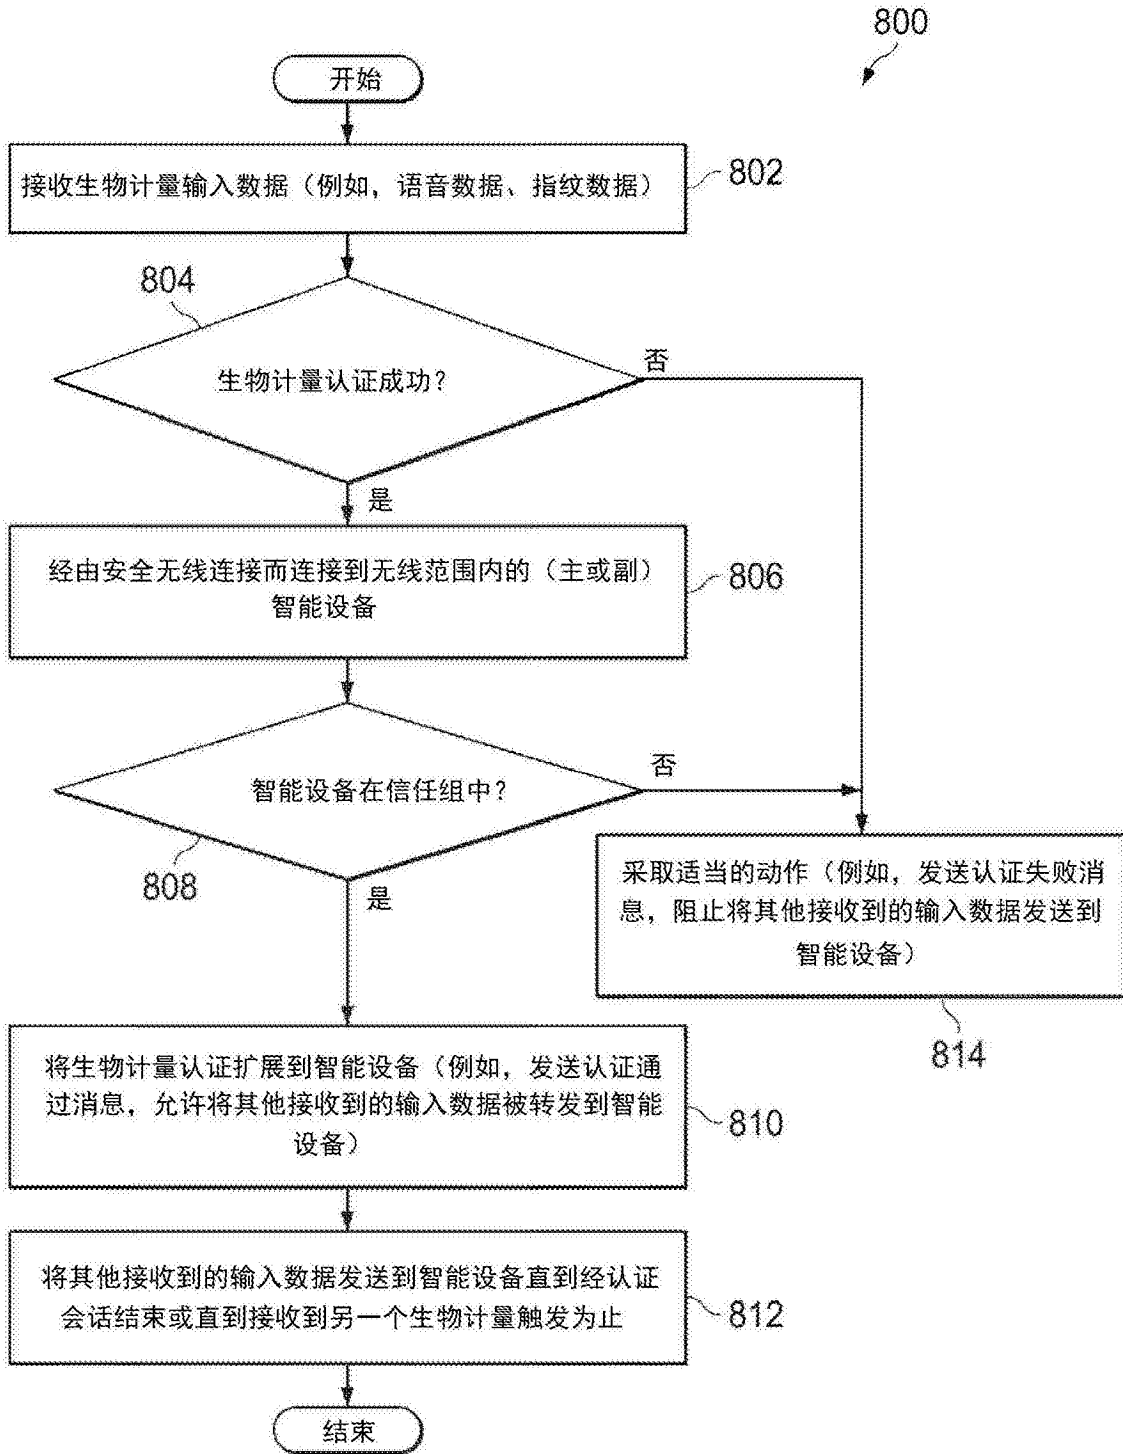 800
开始
接收生物计量输入数据（例如，语音数据、指纹数据）
802
804
生物计量认证成功？
否
是
经由安全无线连接而连接到无线范围内的（主或副）
智能设备
806
智能设备在信任组中？
否
808
是
采取适当的动作（例如，发送认证失败消
息，阻止将其他接收到的输入数据发送到
智能设备）
814
将生物计量认证扩展到智能设备（例如，发送认证通
过消息，允许将其他接收到的输入数据被转发到智能
设备）
810
将其他接收到的输入数据发送到智能设备直到经认证
会话结束或直到接收到另一个生物计量触发为止
812
结束